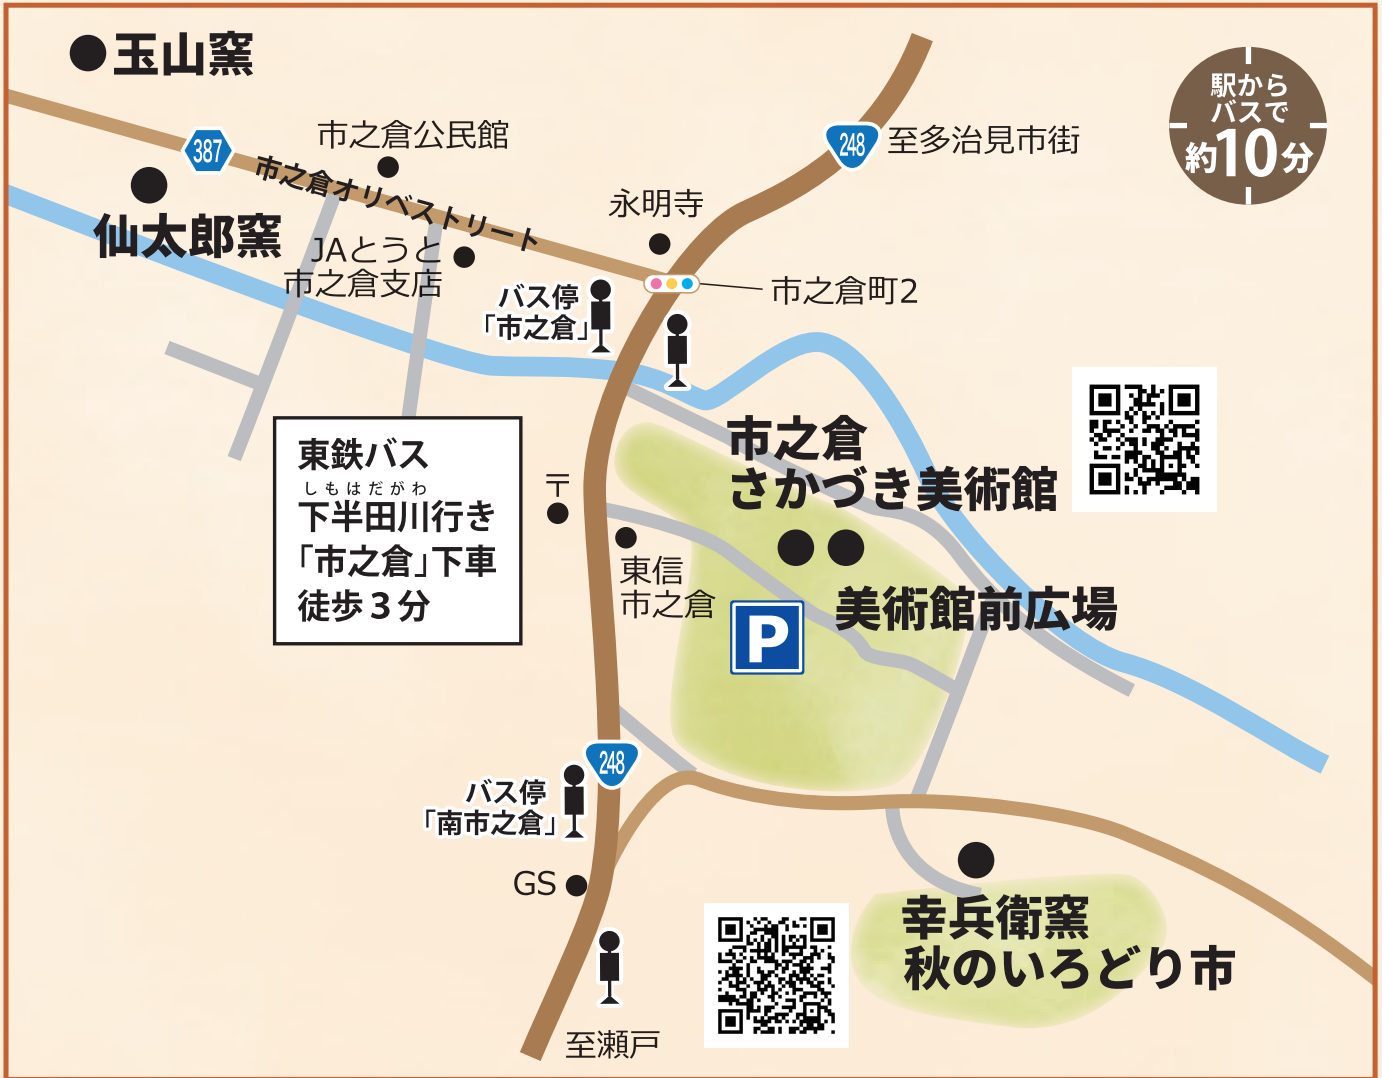 玉山窯
387
市之倉公民館
市之倉オリベストリート
248
至多治見市街
駅から
バスで
約10分
仙太郎窯
永明寺
JAとうと
市之倉支店
バス停
「市之倉」
市之倉町2
東鉄バス
しもはだがわ
下半田川行き
「市之倉」下車
徒歩3分
〒
市之倉
さかづき美術館
東信
市之倉
美術館前広場
P
248
バス停
「南市之倉」
GS
幸兵衛窯
秋のいろどり市
至瀬戸